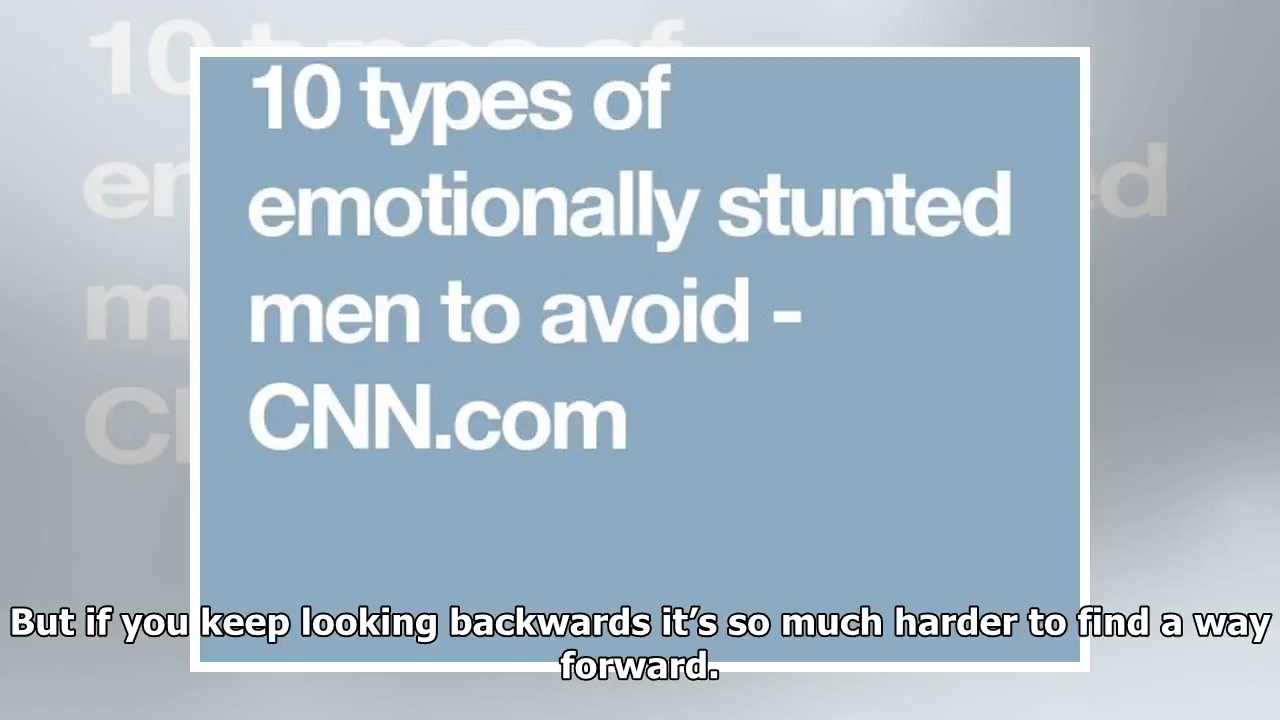 10 types of
emotionally stunted
men to avoid -
CNN.com
But if you keep looking backwards it’s so much harder to find a way
forward.